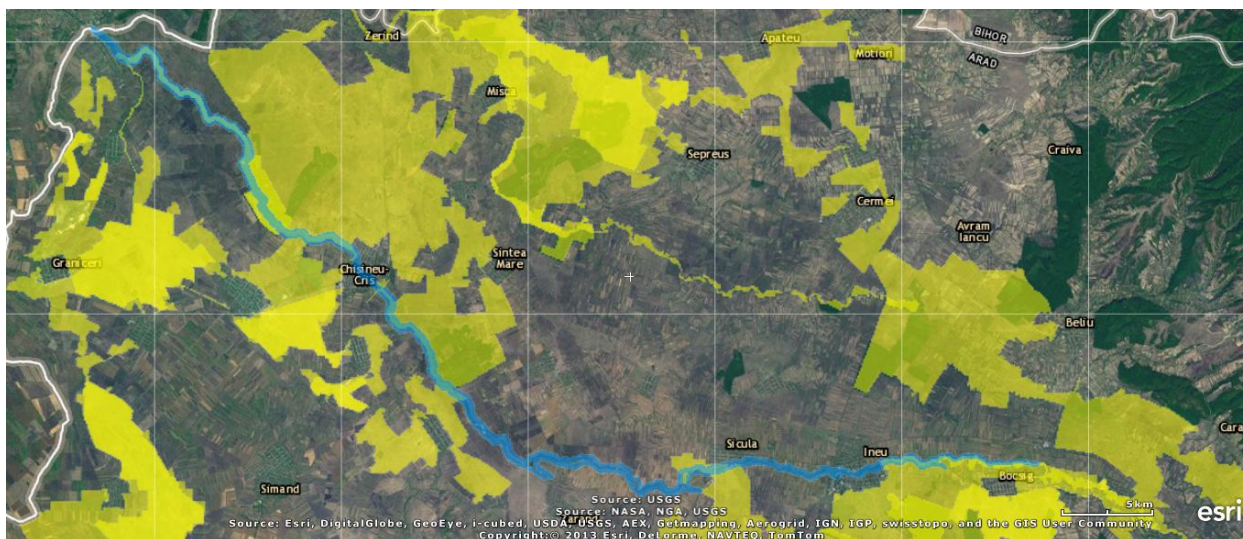 Zerind
Apateu
BIHOR
Motiori
ARAD
Misca
Craiva
Sepreus
Cermei
Avram
Iancu
Sintea
Mare
Graniceri
Chisineu-
Cris
Beliu
Cara
Sicula
Ineu
Bocsig
Simand
5km
esri
Source: USGS
Source: NASA, NGA, USGS
Source: Esri, DigitalGlobe, GeoEye, i-cubed, USDA, USGS, AEX, Getmapping, Aerogrid, IGN, IGP, swisstopo, and the GIS User Community
Copyright:© 2013 Esri, DeLorme, NAVTEQ, TomTom